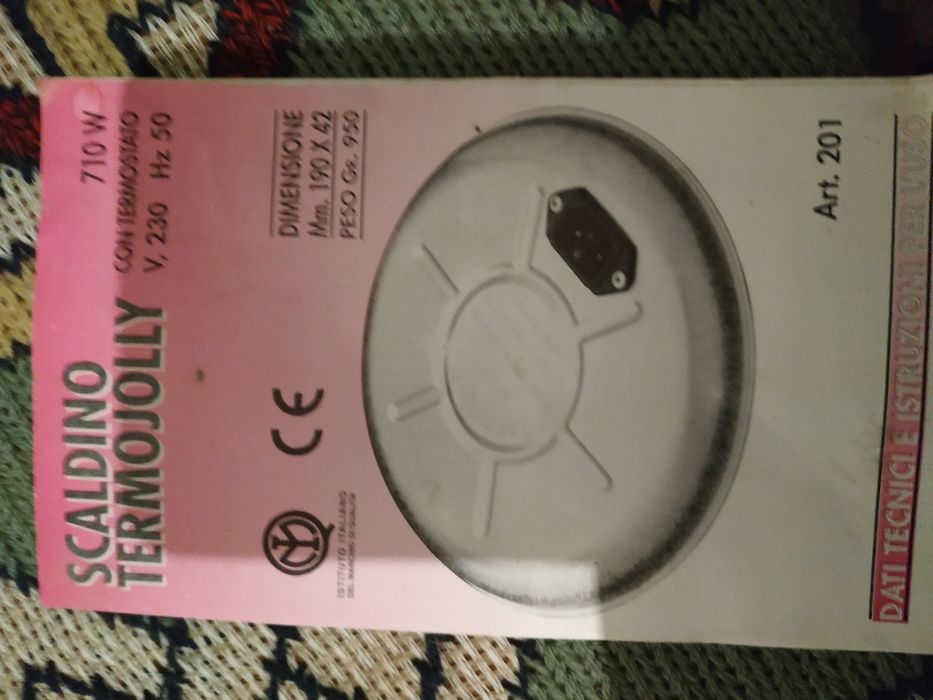 SCALDINO 710 W
TERMOJOLLY CON TERMOSTATO
V, 230 Hz 50
DIMENSIONE
Mm. 190 X 42
PESO Gr. 950
CE
ISTITUTO ITALIANO
DEL MARCHIO DI QUALITÀ
Art. 201
DATI TECNICI E ISTRUZIONI PER L'USO